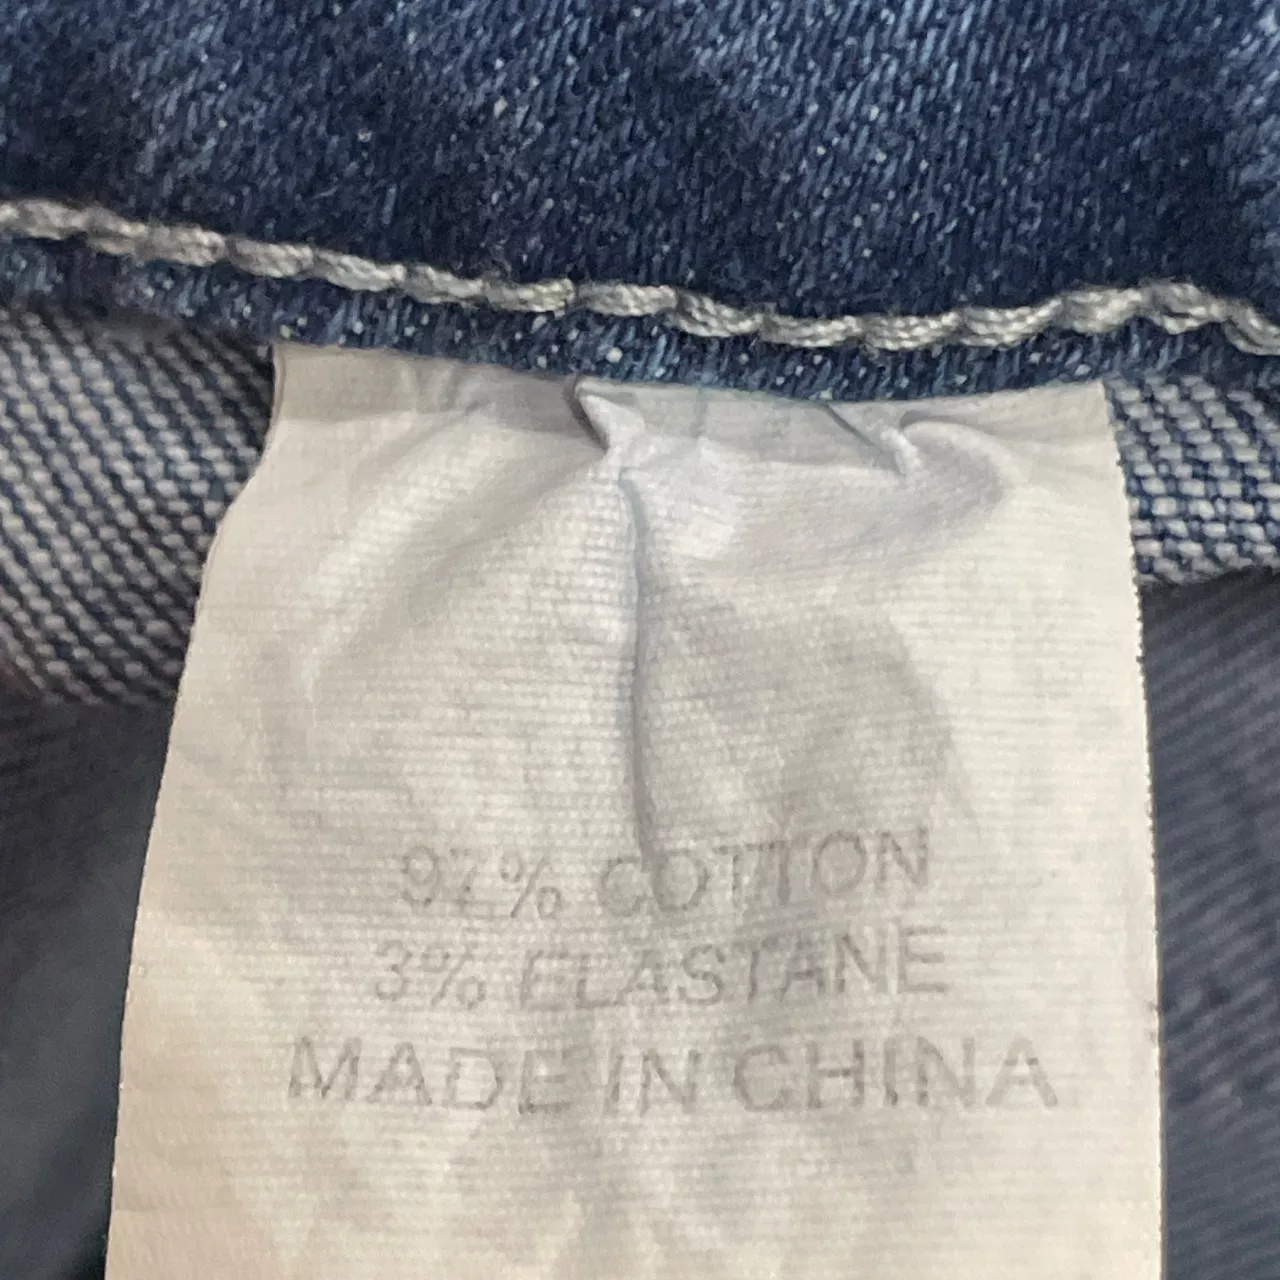 97% COTTON
3% ELASTANE
MADE IN CHINA